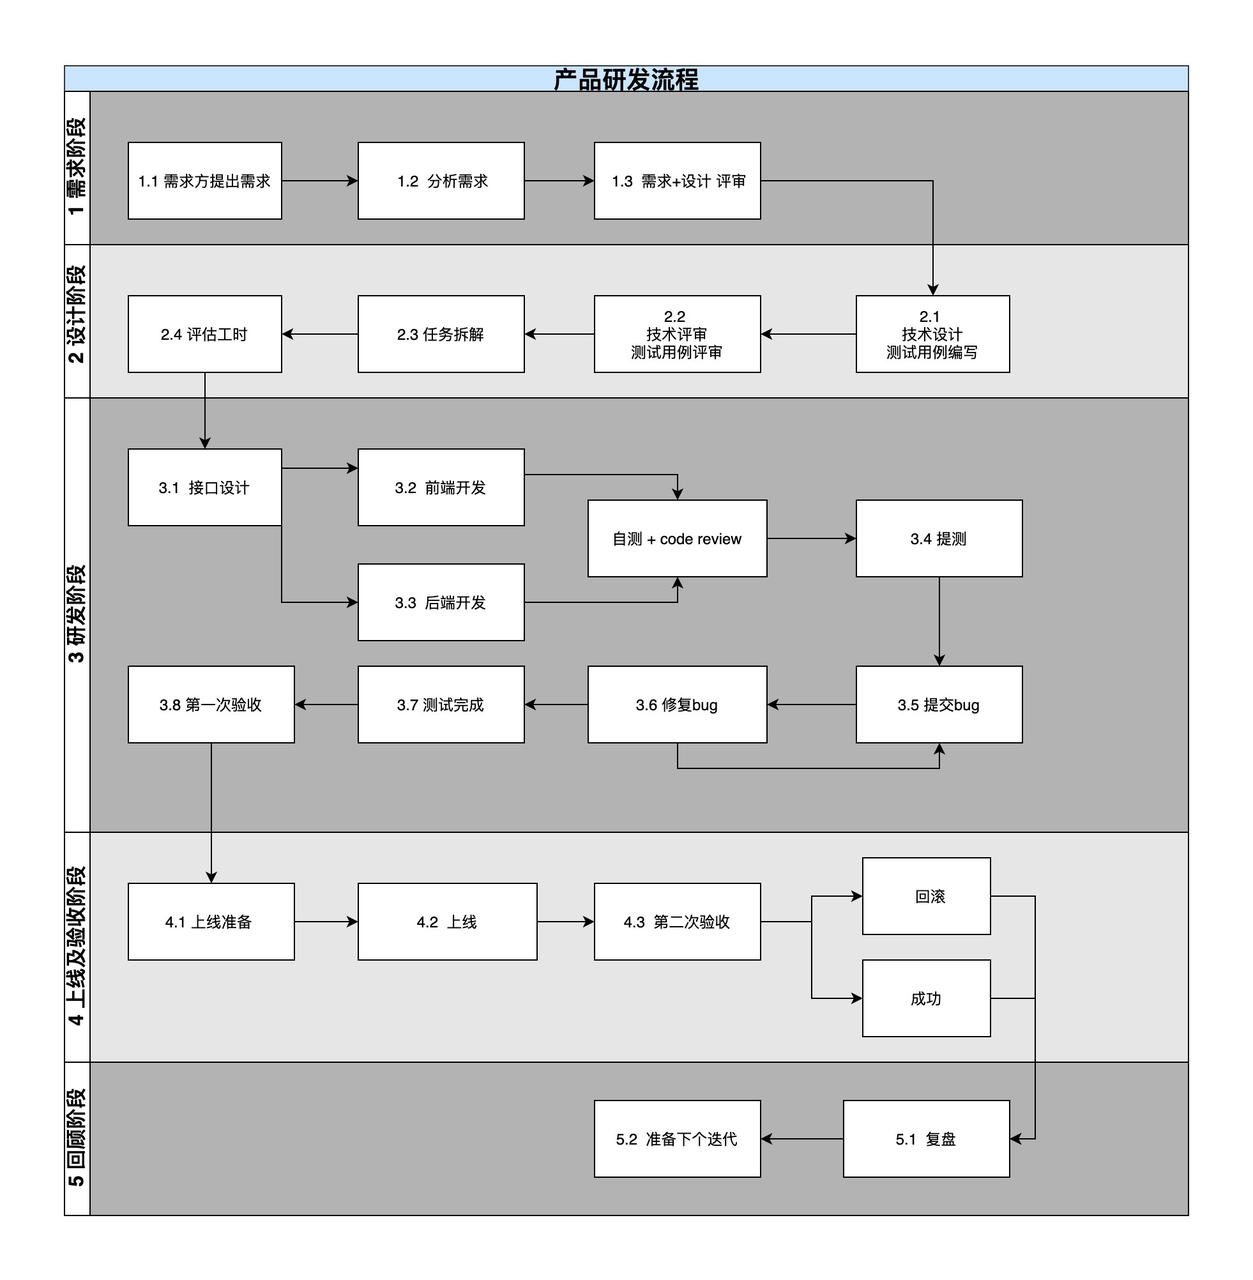 产品研发流程
1 需求阶段
1.1 需求方提出需求
1.2 分析需求
1.3 需求+设计 评审
2 设计阶段
2.4 评估工时
2.3 任务拆解
2.2
技术评审
测试用例评审
2.1
技术设计
测试用例编写
3 研发阶段
3.1 接口设计
3.2 前端开发
3.3 后端开发
自测 + code review
3.4 提测
3.8 第一次验收
3.7 测试完成
3.6 修复bug
3.5 提交bug
4 上线及验收阶段
4.1 上线准备
4.2 上线
4.3 第二次验收
回滚
成功
5 回顾阶段
5.2 准备下个迭代
5.1 复盘